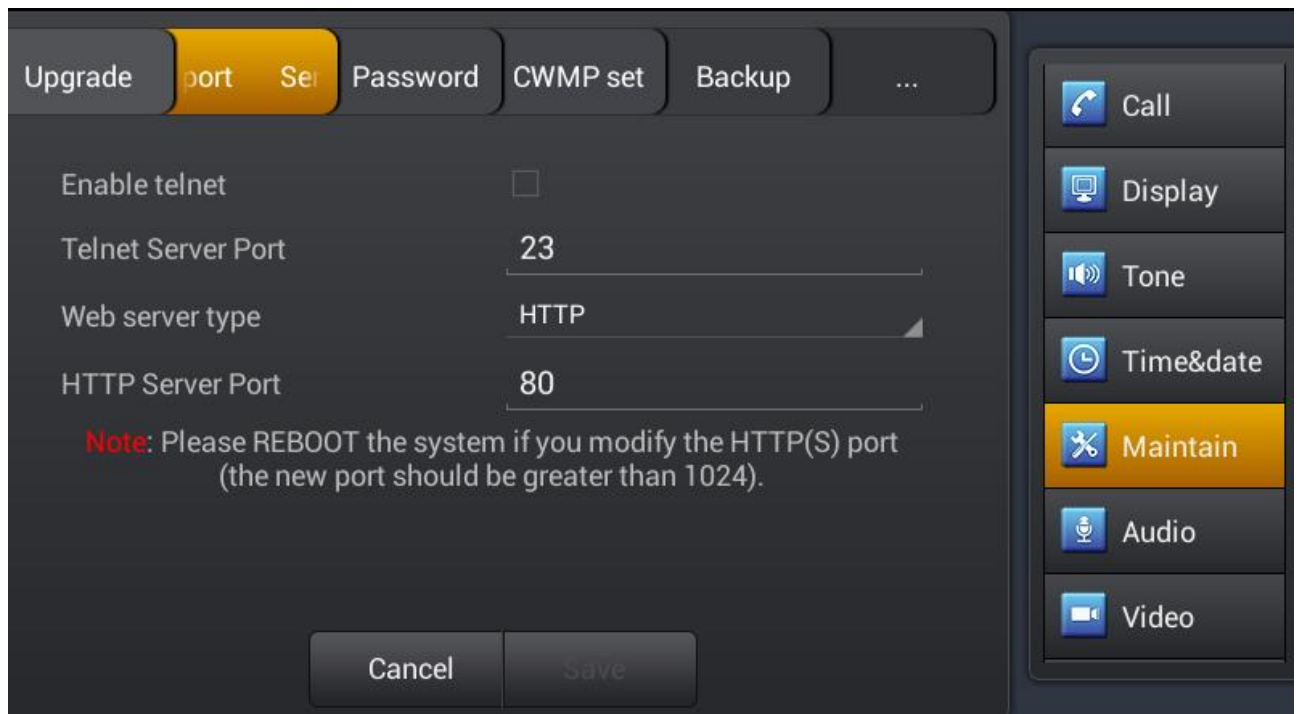 Upgrade
port Se
Password
CWMP set
Backup
...
Enable telnet
Telnet Server Port 23
Web server type HTTP
HTTP Server Port 80
Note: Please REBOOT the system if you modify the HTTP(S) port
(the new port should be greater than 1024).
Cancel
Save
Call
Display
Tone
Time&date
Maintain
Audio
Video